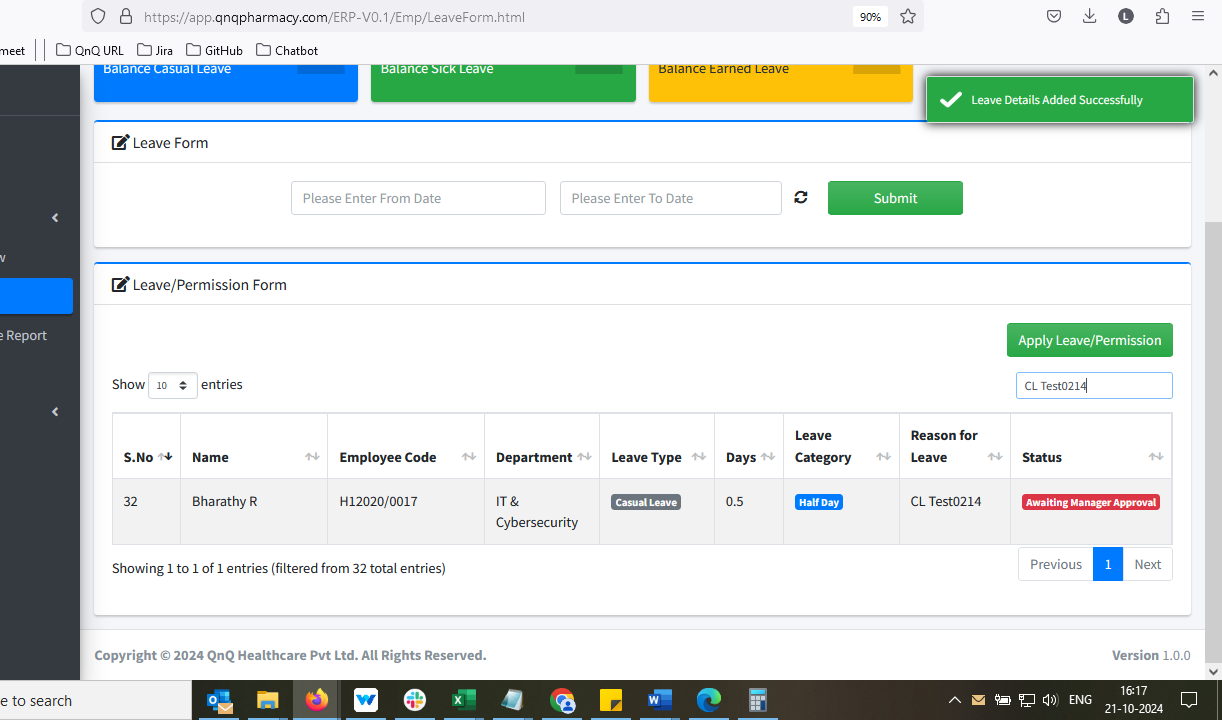 https://app.qnqpharmacy.com/ERP-V0.1/Emp/LeaveForm.html
90%
L
meet
QnQ URL
Jira
GitHub
Chatbot
Balance Casual Leave
Balance Sick Leave
Balance Earned Leave
Leave Details Added Successfully
Leave Form
Please Enter From Date
Please Enter To Date
Submit
w
e Report
Leave/Permission Form
Apply Leave/Permission
Show 10 entries
CL Test0214
S.No Name Employee Code Department Leave Type Days Leave Category Reason for Leave Status
32 Bharathy R H12020/0017 IT & Cybersecurity Casual Leave 0.5 Half Day CL Test0214 Awaiting Manager Approval
Showing 1 to 1 of 1 entries (filtered from 32 total entries)
Previous 1 Next
Copyright © 2024 QnQ Healthcare Pvt Ltd. All Rights Reserved.
Version 1.0.0
e to search
ENG
16:17
21-10-2024